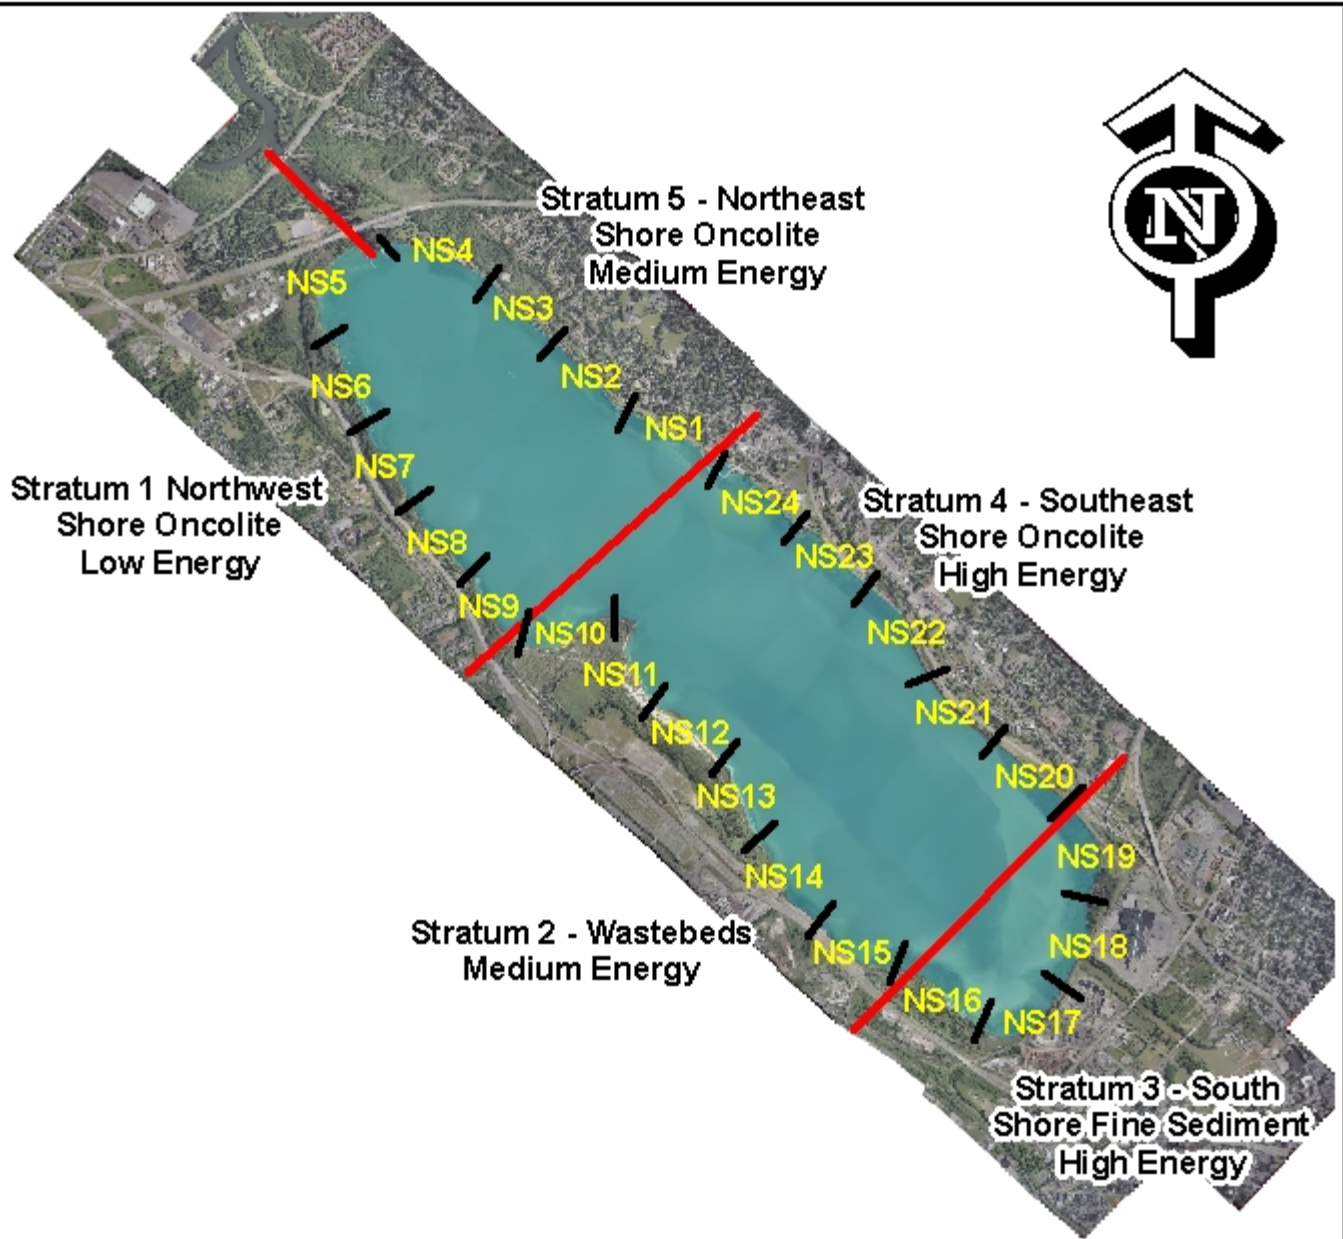 N
Stratum 5 - Northeast
Shore Oncolite
Medium Energy
NS4
NS5
NS3
NS2
NS6
NS1
NS7
Stratum 1 Northwest
Shore Oncolite
Low Energy
NS24
Stratum 4 - Southeast
Shore Oncolite
High Energy
NS8
NS23
NS9
NS10
NS22
NS11
NS21
NS12
NS20
NS13
NS19
NS14
Stratum 2 - Wastebeds
Medium Energy
NS15
NS18
NS16
NS17
Stratum 3 - South
Shore Fine Sediment
High Energy